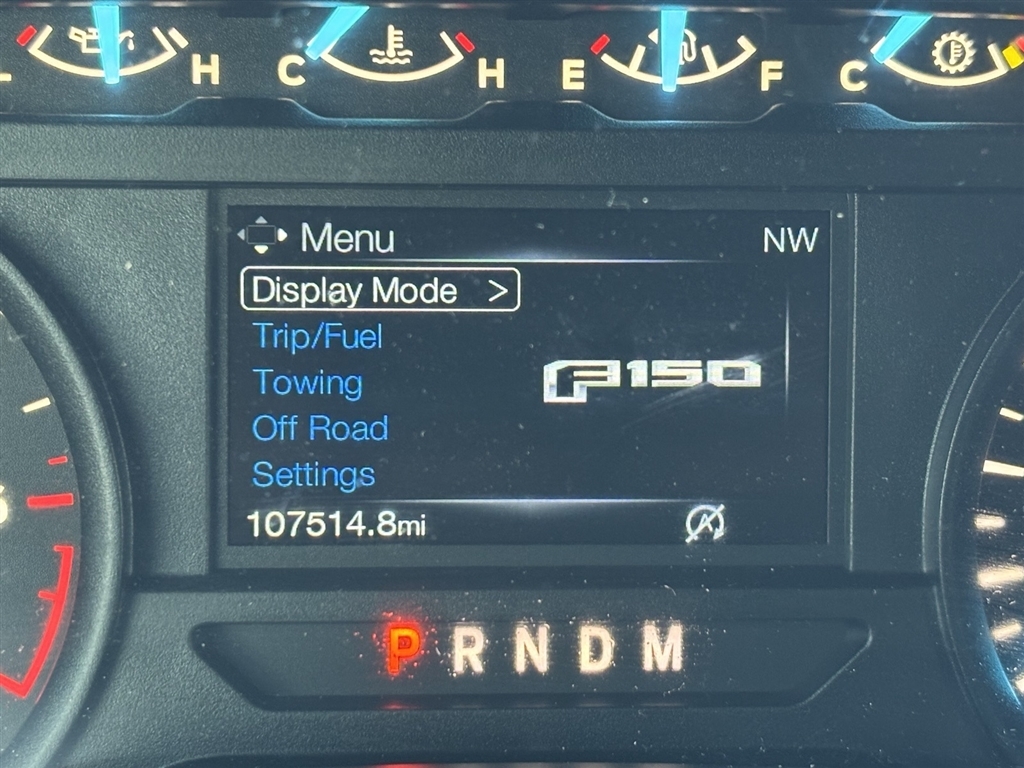 L H C H E F C
Menu NW
Display Mode >
Trip/Fuel
Towing F150
Off Road
Settings
107514.8mi
P R N D M